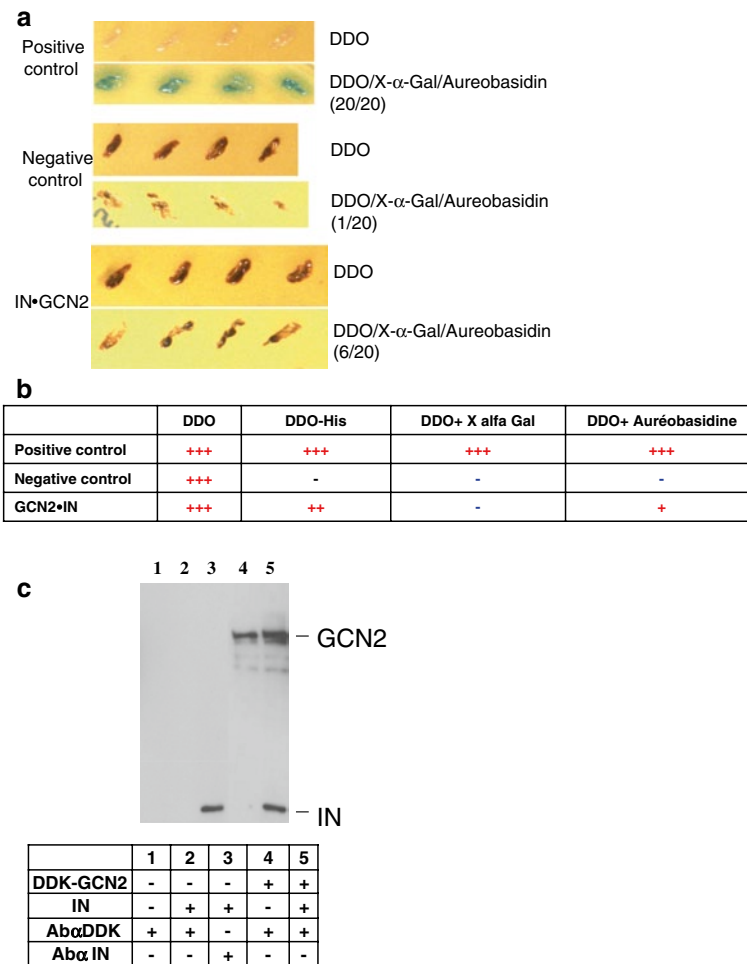 a
Positive control
DDO
DDO/X-α-Gal/Aureobasidin
(20/20)
Negative control
DDO
DDO/X-α-Gal/Aureobasidin
(1/20)
IN•GCN2
DDO
DDO/X-α-Gal/Aureobasidin
(6/20)
b
DDO DDO-His DDO+ X alfa Gal DDO+ Auréobasidine
Positive control +++ +++ +++ +++
Negative control +++ - - -
GCN2•IN +++ ++ - +
c
1 2 3 4 5
GCN2
IN
1 2 3 4 5
DDK-GCN2 - - - + +
IN - + + - +
AbαDDK + + - + +
Abα IN - - + - -